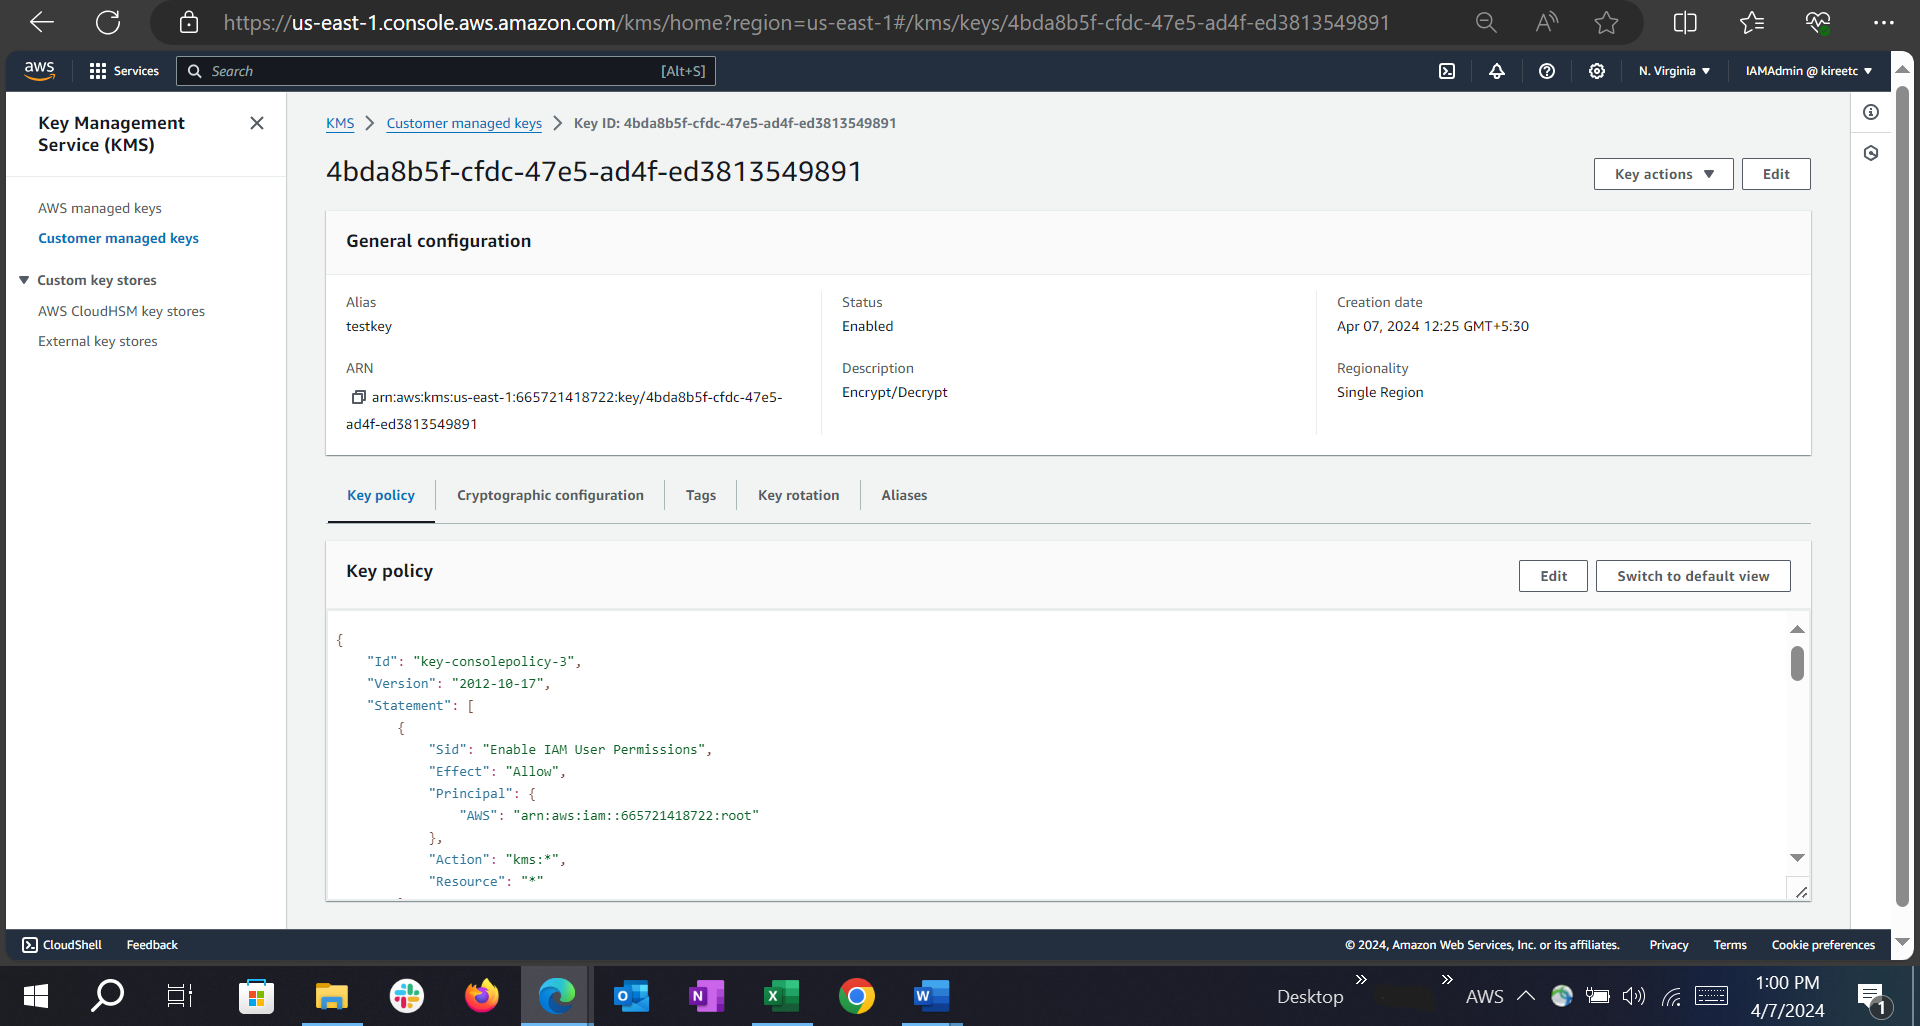 https://us-east-1.console.aws.amazon.com/kms/home?region=us-east-1#/kms/keys/4bda8b5f-cfdc-47e5-ad4f-ed3813549891
aws
Services
Search
[Alt+S]
N. Virginia
IAMAdmin @ kireetc
Key Management
Service (KMS)
AWS managed keys
Customer managed keys
Custom key stores
AWS CloudHSM key stores
External key stores
KMS
Customer managed keys
Key ID: 4bda8b5f-cfdc-47e5-ad4f-ed3813549891
4bda8b5f-cfdc-47e5-ad4f-ed3813549891
Key actions
Edit
General configuration
Alias
testkey
ARN
arn:aws:kms:us-east-1:665721418722:key/4bda8b5f-cfdc-47e5-
ad4f-ed3813549891
Status
Enabled
Description
Encrypt/Decrypt
Creation date
Apr 07, 2024 12:25 GMT+5:30
Regionality
Single Region
Key policy
Cryptographic configuration
Tags
Key rotation
Aliases
Key policy
Edit
Switch to default view
{
"Id": "key-consolepolicy-3",
"Version": "2012-10-17",
"Statement": [
{
"Sid": "Enable IAM User Permissions",
"Effect": "Allow",
"Principal": {
"AWS": "arn:aws:iam::665721418722:root"
},
"Action": "kms:*",
"Resource": "*"
CloudShell
Feedback
© 2024, Amazon Web Services, Inc. or its affiliates.
Privacy
Terms
Cookie preferences
Desktop
AWS
1:00 PM
4/7/2024
1